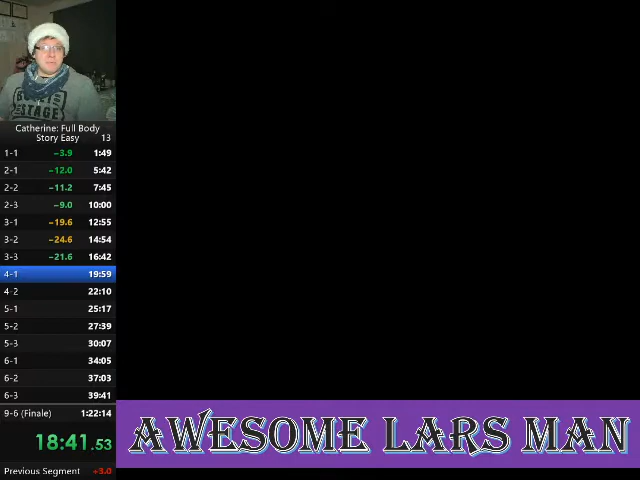 Catherine: Full Body
Story Easy 13
1-1 −3.9 1:49
2-1 −12.0 5:42
2-2 −11.2 7:45
2-3 −9.0 10:00
3-1 −19.6 12:55
3-2 −24.6 14:54
3-3 −21.6 16:42
4-1 19:59
4-2 22:10
5-1 25:17
5-2 27:39
5-3 30:07
6-1 34:05
6-2 37:03
6-3 39:41
9-6 (Finale) 1:22:14
18:41.53
Previous Segment +3.0
AWESOME LARS MAN